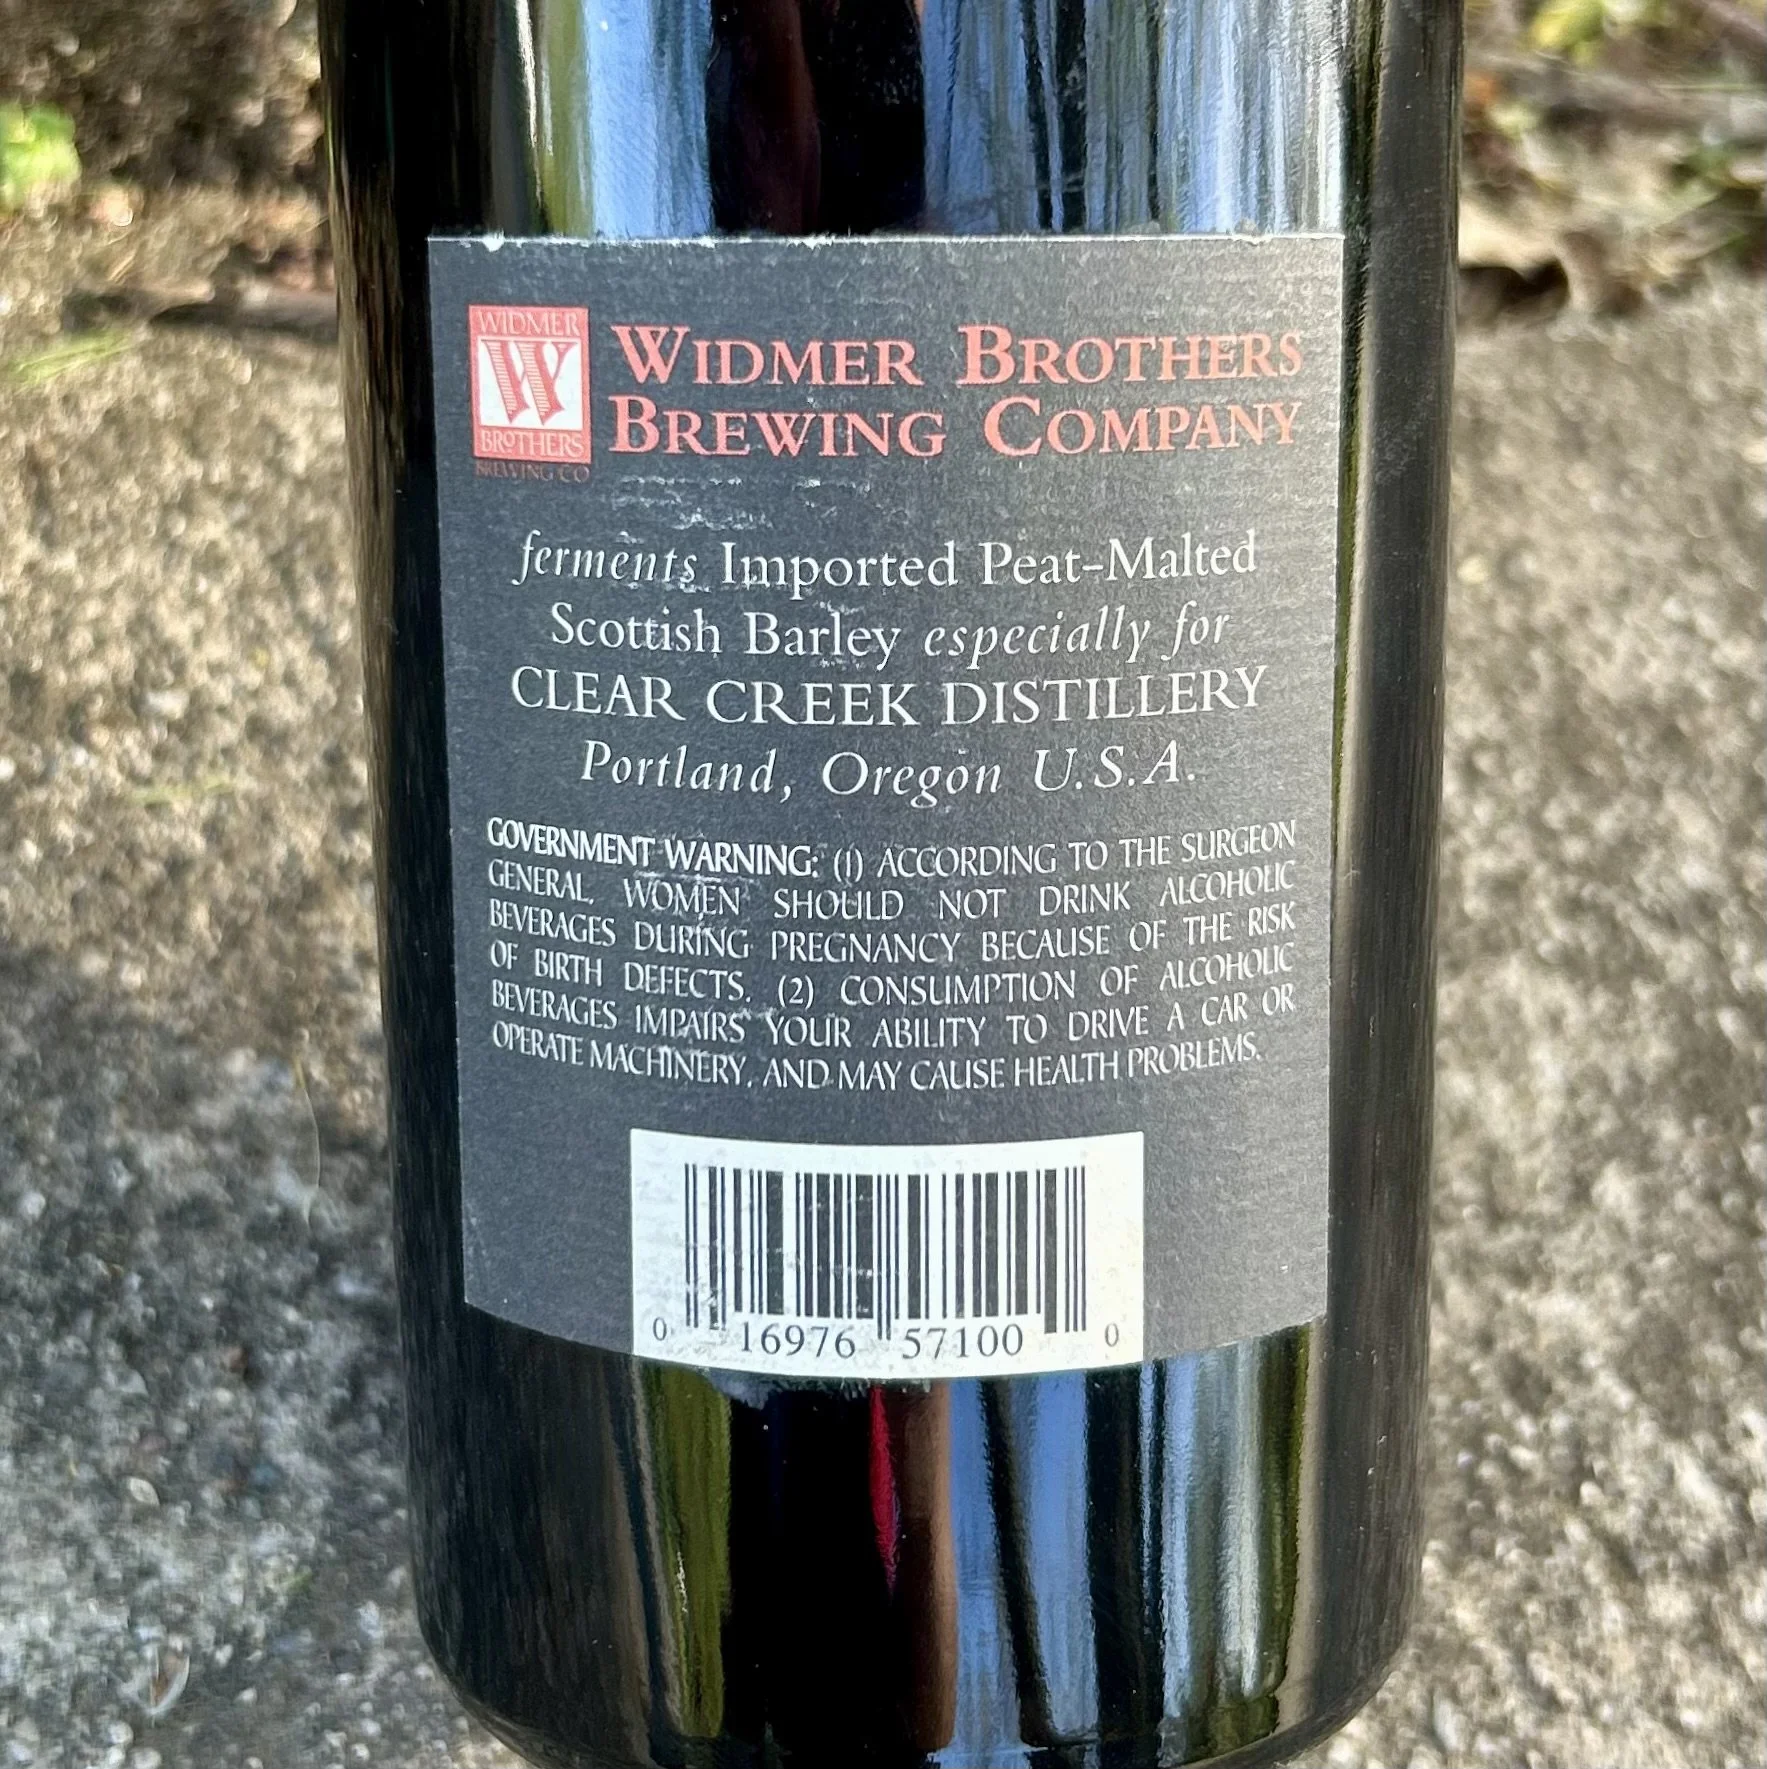 WIDMER
W
BROTHERS
BREWING CO
WIDMER BROTHERS
BREWING COMPANY
ferments Imported Peat-Malted
Scottish Barley especially for
CLEAR CREEK DISTILLERY
Portland, Oregon U.S.A.
GOVERNMENT WARNING: (1) ACCORDING TO THE SURGEON
GENERAL, WOMEN SHOULD NOT DRINK ALCOHOLIC
BEVERAGES DURING PREGNANCY BECAUSE OF THE RISK
OF BIRTH DEFECTS. (2) CONSUMPTION OF ALCOHOLIC
BEVERAGES IMPAIRS YOUR ABILITY TO DRIVE A CAR OR
OPERATE MACHINERY, AND MAY CAUSE HEALTH PROBLEMS.
0 16976 57100 0